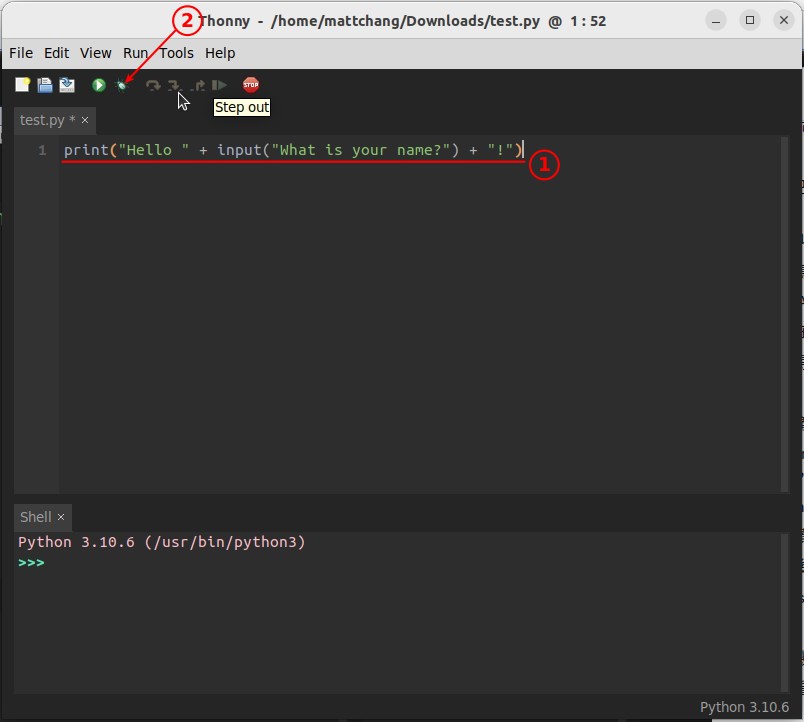 ② Thonny - /home/mattchang/Downloads/test.py @ 1 : 52
File Edit View Run Tools Help
STOP
Step out
test.py * ×
1 print("Hello " + input("What is your name?") + "!")
①
Shell ×
Python 3.10.6 (/usr/bin/python3)
>>>
Python 3.10.6